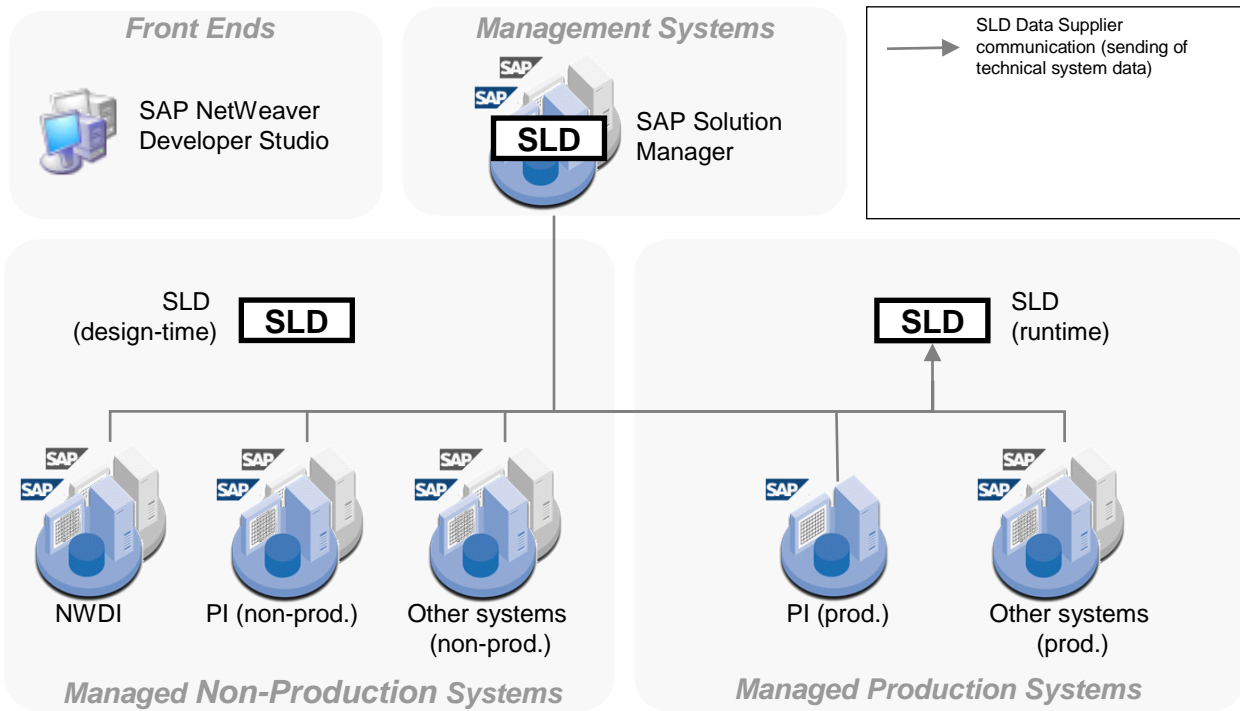 Front Ends
SAP NetWeaver
Developer Studio
Management Systems
SAP
SAP
SLD
SAP Solution
Manager
SLD Data Supplier
communication (sending of
technical system data)
SLD
(design-time)
SLD
SLD
SLD
(runtime)
SAP
SAP
NWDI
SAP
SAP
PI (non-prod.)
SAP
SAP
Other systems
(non-prod.)
Managed Non-Production Systems
SAP
PI (prod.)
SAP
SAP
Other systems
(prod.)
Managed Production Systems